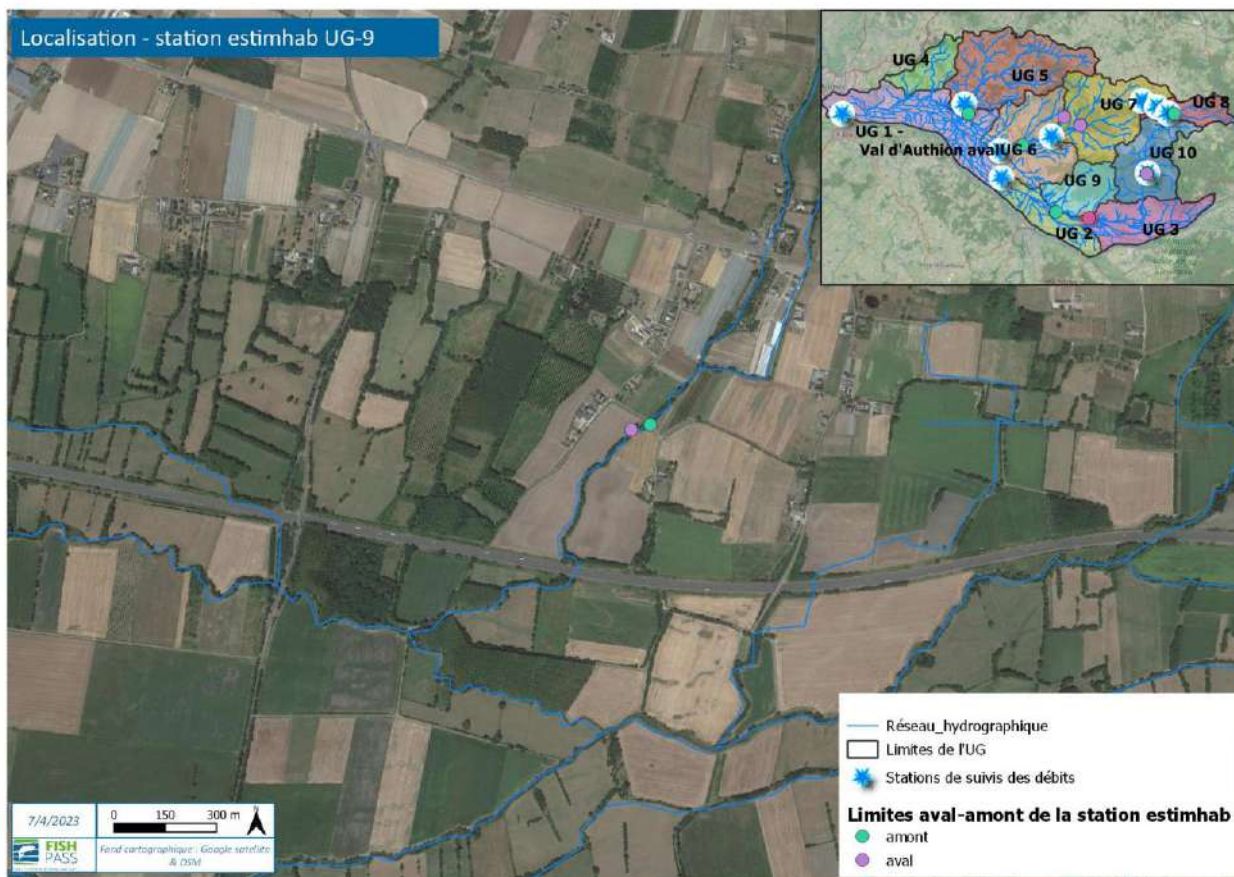 Localisation - station estimhab UG-9
UG 4
UG 5
UG 7
UG 8
UG 1 -
Val d'Authion aval
UG 6
UG 10
UG 9
UG 2
UG 3
Réseau_hydrographique
Limites de l'UG
Stations de suivis des débits
Limites aval-amont de la station estimhab
amont
aval
7/4/2023
0 150 300 m
N
FISH
PASS
Fond cartographique : Google satellite
& OSM